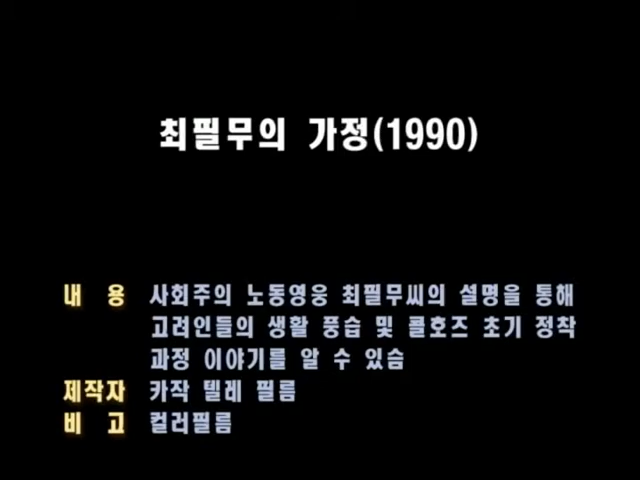 최필무의 가정(1990)
내 용 사회주의 노동영웅 최필무씨의 설명을 통해
고려인들의 생활 풍습 및 콜호즈 초기 정착
과정 이야기를 알 수 있슴
제작자 카작 텔레 필름
비 고 컬러필름